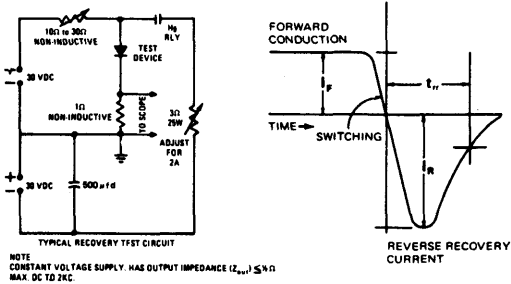 10Ω to 30Ω
NON-INDUCTIVE
Hg
RLY
TEST
DEVICE
30 VDC
1Ω
NON-INDUCTIVE
TO SCOPE
3Ω
25W
ADJUST
FOR
2A
+
−
30 VDC
500 µfd
TYPICAL RECOVERY TEST CIRCUIT
NOTE
CONSTANT VOLTAGE SUPPLY. HAS OUTPUT IMPEDANCE (Zout) ≤ ½ Ω
MAX. DC TO 2KC.
FORWARD
CONDUCTION
IF
trr
TIME →
SWITCHING
IR
REVERSE RECOVERY
CURRENT